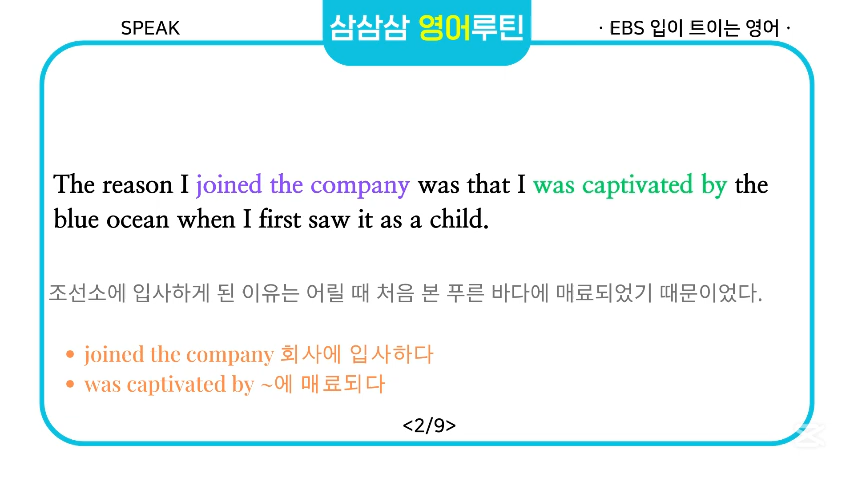 SPEAK
삼삼삼 영어루틴
· EBS 입이 트이는 영어 ·
The reason I joined the company was that I was captivated by the
blue ocean when I first saw it as a child.
조선소에 입사하게 된 이유는 어릴 때 처음 본 푸른 바다에 매료되었기 때문이었다.
• joined the company 회사에 입사하다
• was captivated by ~에 매료되다
<2/9>